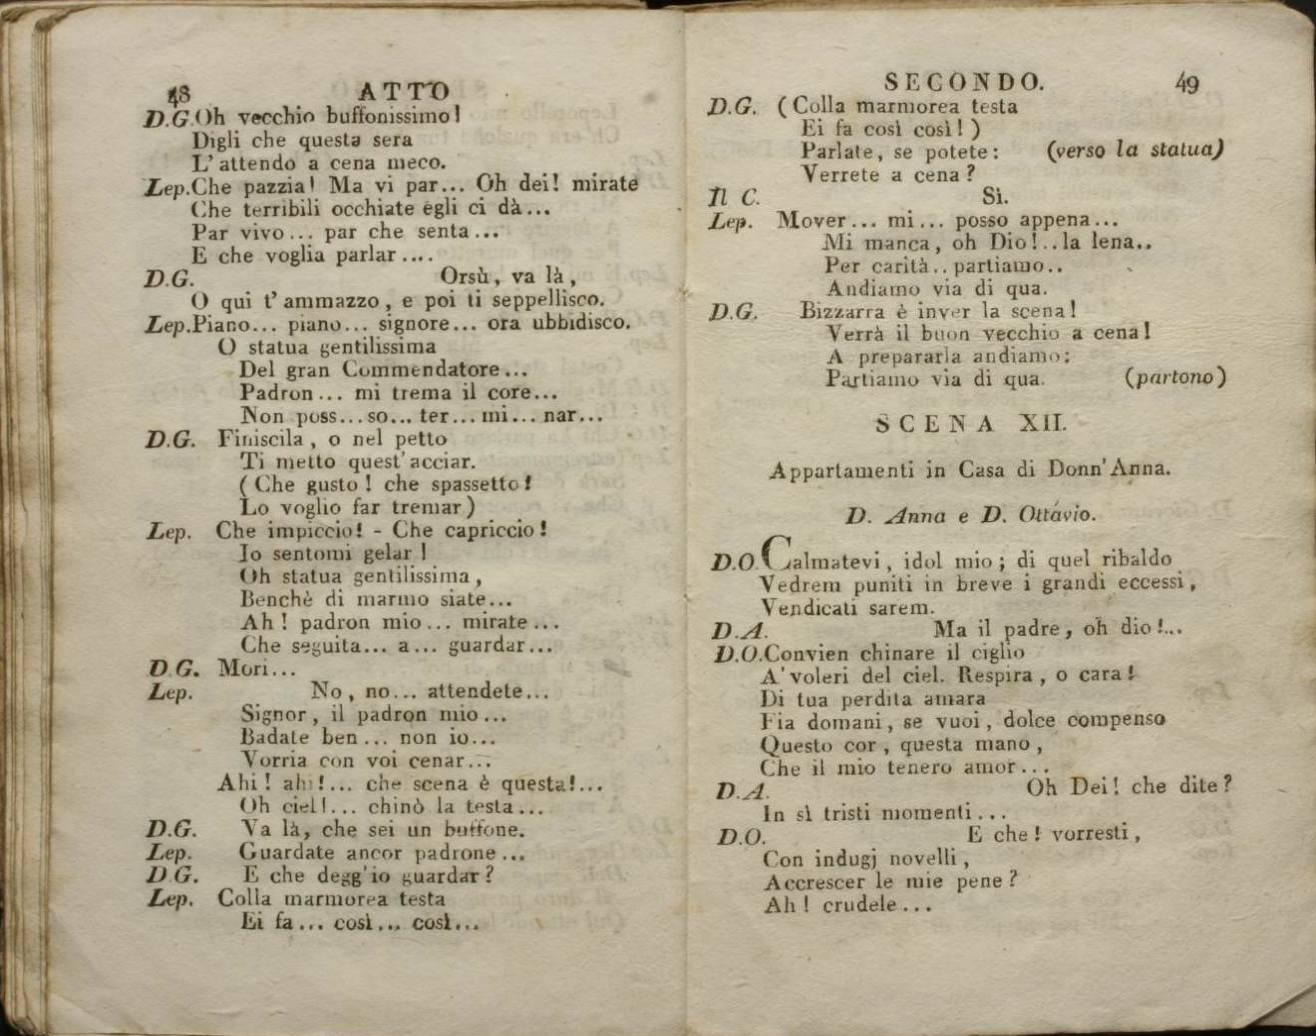 48 ATTO
D.G. Oh vecchio buffonissimo!
Digli che questa sera
L'attendo a cena meco.
Lep. Che pazzia! Ma vi par... Oh dei! mirate
Che terribili occhiate egli ci dà...
Par vivo... par che senta...
E che voglia parlar....
D.G. Orsù, va là,
O qui t'ammazzo, e poi ti seppellisco.
Lep. Piano... piano... signore... ora ubbidisco.
O statua gentilissima
Del gran Commendatore...
Padron... mi trema il core...
Non poss...so... ter... mi... nar...
D.G. Finiscila, o nel petto
Ti metto quest'acciar.
(Che gusto! che spassetto!
Lo voglio far tremar)
Lep. Che impiccio! - Che capriccio!
Io sentomi gelar!
Oh statua gentilissima,
Benchè di marmo siate...
Ah! padron mio... mirate...
Che seguita... a... guardar...
D.G. Mori...
Lep. No, no... attendete...
Signor, il padron mio...
Badate ben... non io...
Vorria con voi cenar...
Ahi! ahi!... che scena è questa!...
Oh ciel!... chinò la testa...
D.G. Va là, che sei un buffone.
Lep. Guardate ancor padrone...
D G. E che degg'io guardar?
Lep. Colla marmorea testa
Ei fa... così... così...
SECONDO. 49
D.G. (Colla marmorea testa
Ei fa così così!)
Parlate, se potete: (verso la statua)
Verrete a cena?
Il C. Sì.
Lep. Mover... mi... posso appena...
Mi manca, oh Dio!..la lena..
Per carità.. partiamo..
Andiamo via di qua.
D.G. Bizzarra è inver la scena!
Verrà il buon vecchio a cena!
A prepararla andiamo:
Partiamo via di qua. (partono)
SCENA XII.
Appartamenti in Casa di Donn'Anna.
D. Anna e D. Ottávio.
D.O. Calmatevi, idol mio; di quel ribaldo
Vedrem puniti in breve i grandi eccessi,
Vendicati sarem.
D.A. Ma il padre, oh dio!...
D.O. Convien chinare il ciglio
A'voleri del ciel. Respira, o cara!
Di tua perdita amara
Fia domani, se vuoi, dolce compenso
Questo cor, questa mano,
Che il mio tenero amor...
D.A. Oh Dei! che dite?
In sì tristi momenti...
D.O. E che! vorresti,
Con indugj novelli,
Accrescer le mie pene?
Ah! crudele...